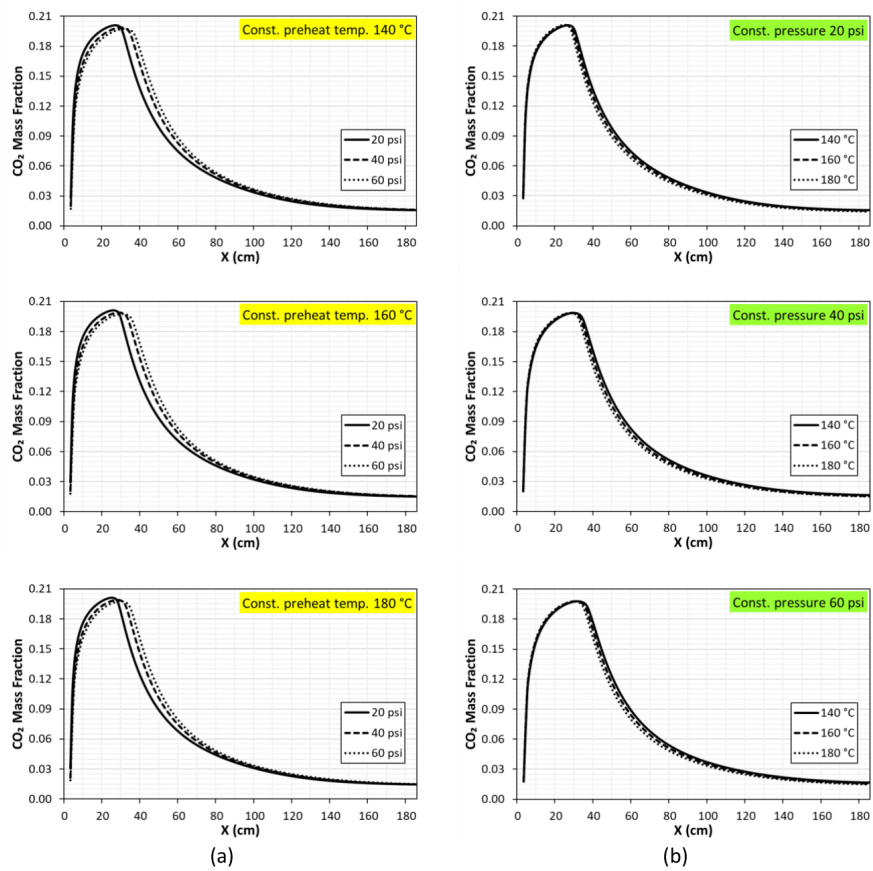 Const. preheat temp. 140 °C
CO₂ Mass Fraction
0.21
0.18
0.15
0.12
0.09
0.06
0.03
0.00
20 psi
40 psi
60 psi
0 20 40 60 80 100 120 140 160 180
X (cm)
Const. preheat temp. 160 °C
CO₂ Mass Fraction
0.21
0.18
0.15
0.12
0.09
0.06
0.03
0.00
20 psi
40 psi
60 psi
0 20 40 60 80 100 120 140 160 180
X (cm)
Const. preheat temp. 180 °C
CO₂ Mass Fraction
0.21
0.18
0.15
0.12
0.09
0.06
0.03
0.00
20 psi
40 psi
60 psi
0 20 40 60 80 100 120 140 160 180
X (cm)
(a)
Const. pressure 20 psi
CO₂ Mass Fraction
0.21
0.18
0.15
0.12
0.09
0.06
0.03
0.00
140 °C
160 °C
180 °C
0 20 40 60 80 100 120 140 160 180
X (cm)
Const. pressure 40 psi
CO₂ Mass Fraction
0.21
0.18
0.15
0.12
0.09
0.06
0.03
0.00
140 °C
160 °C
180 °C
0 20 40 60 80 100 120 140 160 180
X (cm)
Const. pressure 60 psi
CO₂ Mass Fraction
0.21
0.18
0.15
0.12
0.09
0.06
0.03
0.00
140 °C
160 °C
180 °C
0 20 40 60 80 100 120 140 160 180
X (cm)
(b)